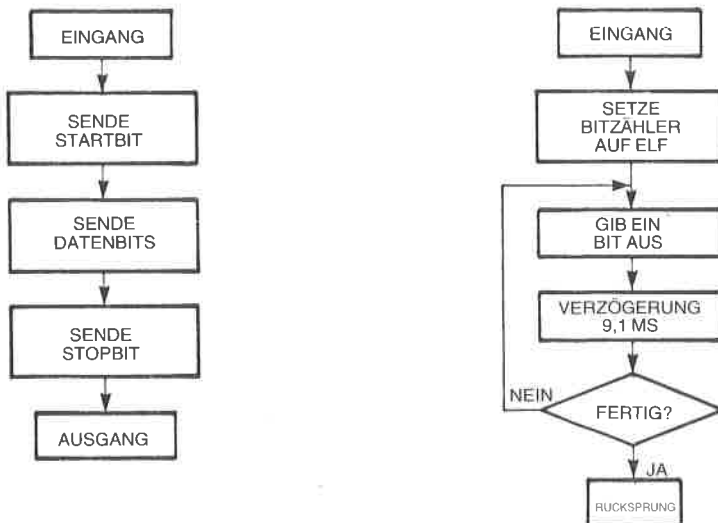 EINGANG
SENDE
STARTBIT
SENDE
DATENBITS
SENDE
STOPBIT
AUSGANG
EINGANG
SETZE
BITZÄHLER
AUF ELF
GIB EIN
BIT AUS
VERZÖGERUNG
9,1 MS
NEIN
FERTIG?
JA
RUCKSPRUNG